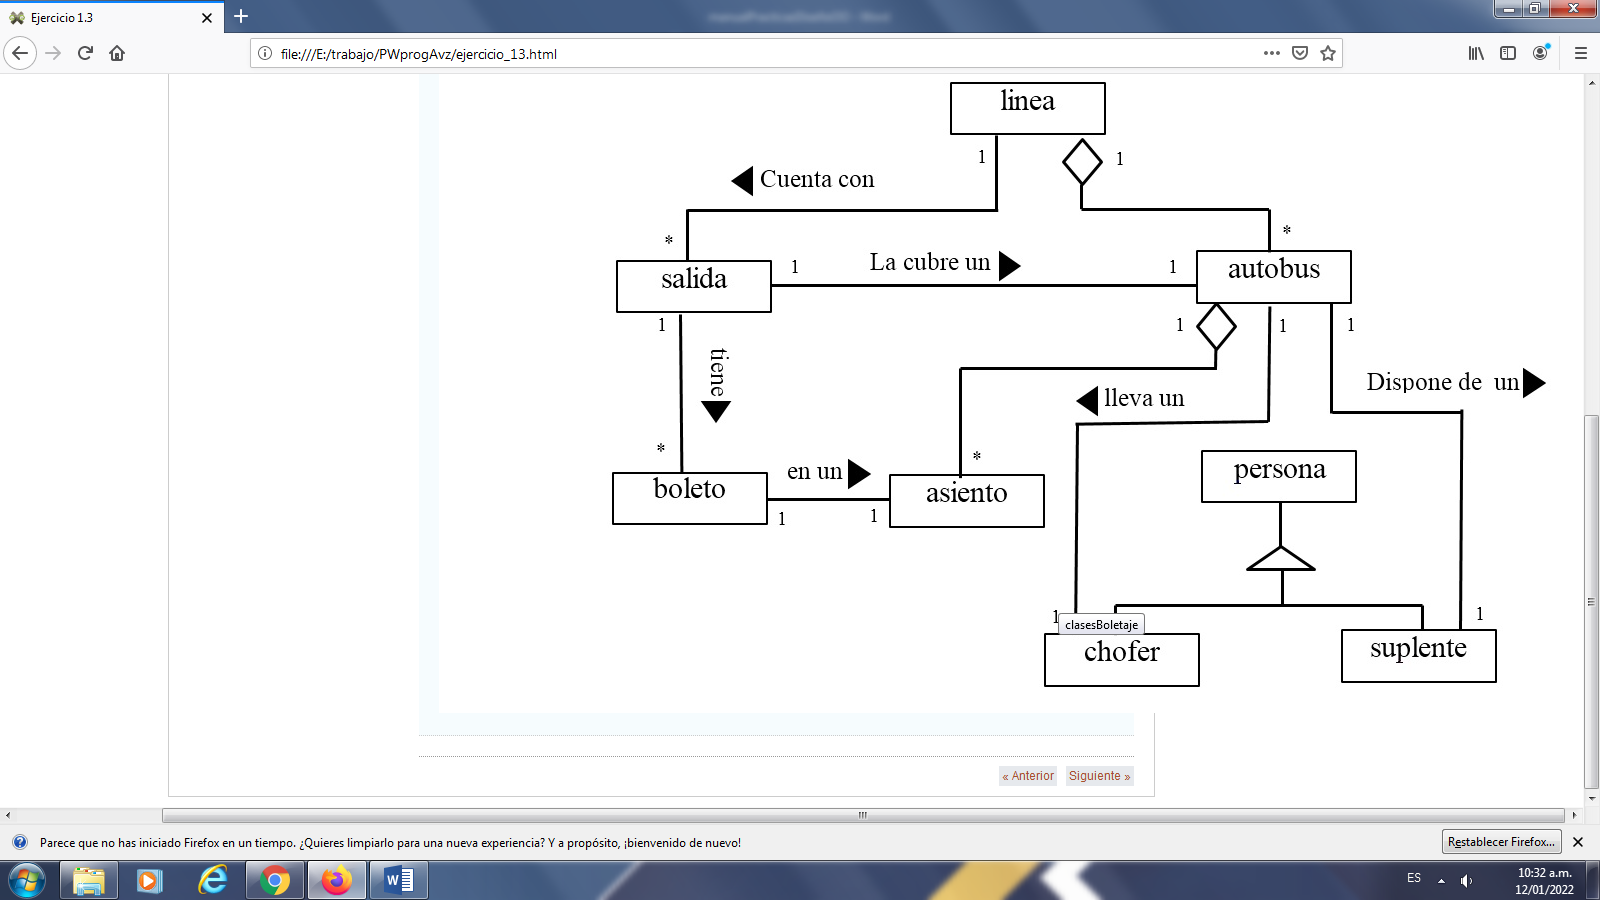 Ejercicio 1.3
file:///E:/trabajo/PWprogAvz/ejercicio_13.html
linea
1
1
Cuenta con
*
*
salida
1
La cubre un
1
autobus
1
1
1
1
tiene
Dispone de un
lleva un
*
*
persona
en un
boleto
asiento
1
1
1
1
clasesBoletaje
chofer
suplente
« Anterior
Siguiente »
Parece que no has iniciado Firefox en un tiempo. ¿Quieres limpiarlo para una nueva experiencia? Y a propósito, ¡bienvenido de nuevo!
Restablecer Firefox...
ES
10:32 a.m.
12/01/2022